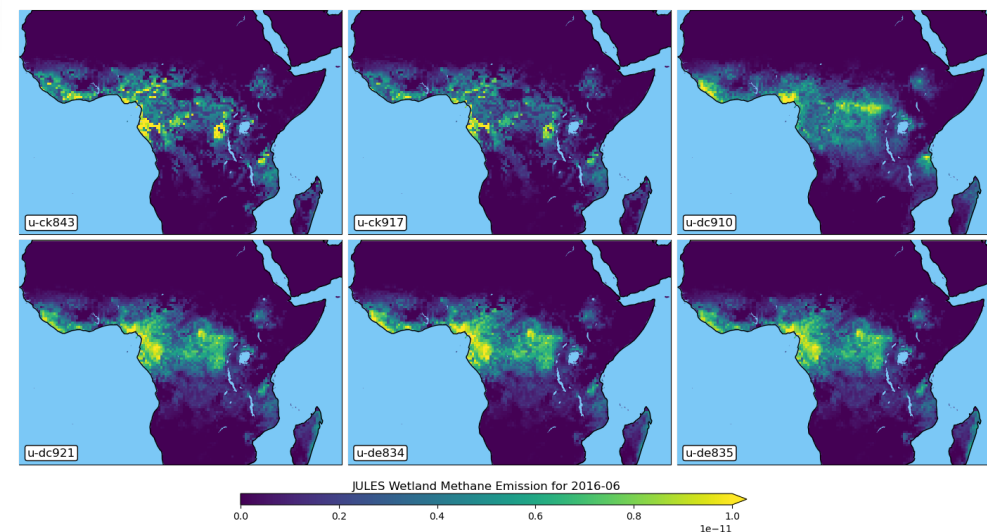 u-ck843
u-ck917
u-dc910
u-dc921
u-de834
u-de835
JULES Wetland Methane Emission for 2016-06
0.0 0.2 0.4 0.6 0.8 1.0
1e−11